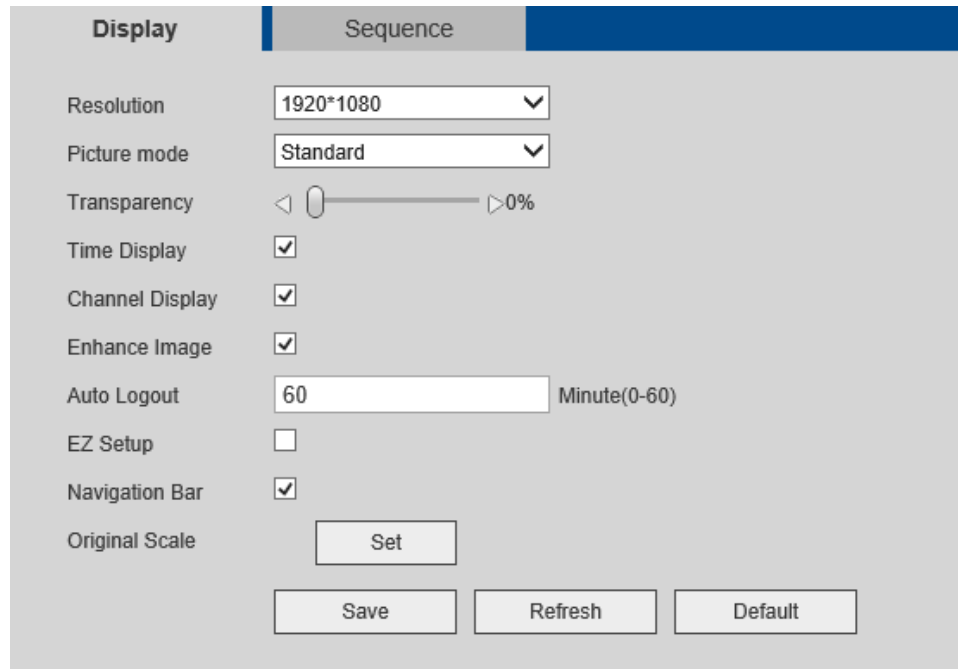 Display Sequence
Resolution 1920*1080
Picture mode Standard
Transparency 0%
Time Display
Channel Display
Enhance Image
Auto Logout 60 Minute(0-60)
EZ Setup
Navigation Bar
Original Scale Set
Save Refresh Default